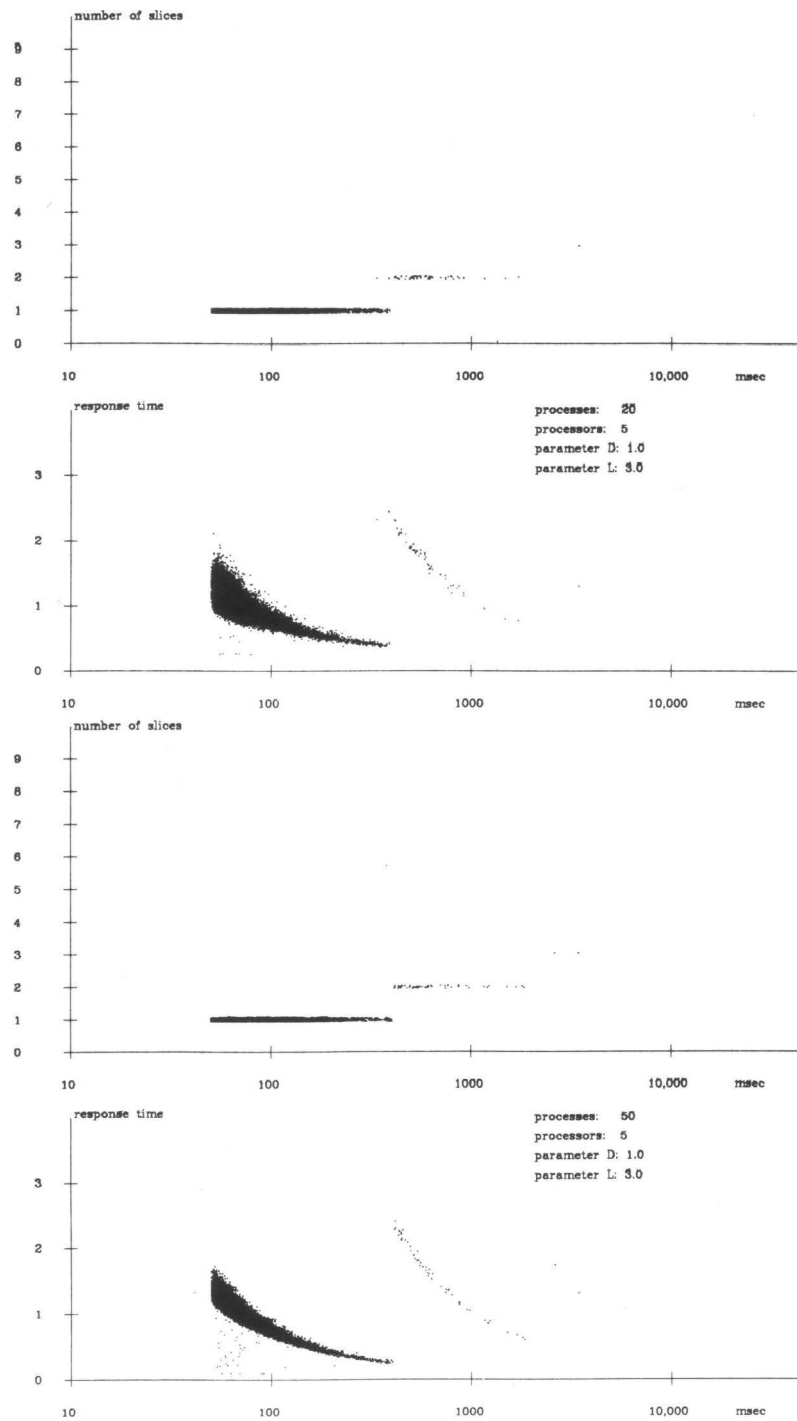 number of slices
9
8
7
6
5
4
3
2
1
0
10 100 1000 10,000 msec
response time
processes: 20
processors: 5
parameter D: 1.0
parameter L: 3.0
3
2
1
0
10 100 1000 10,000 msec
number of slices
9
8
7
6
5
4
3
2
1
0
10 100 1000 10,000 msec
response time
processes: 50
processors: 5
parameter D: 1.0
parameter L: 3.0
3
2
1
0
10 100 1000 10,000 msec